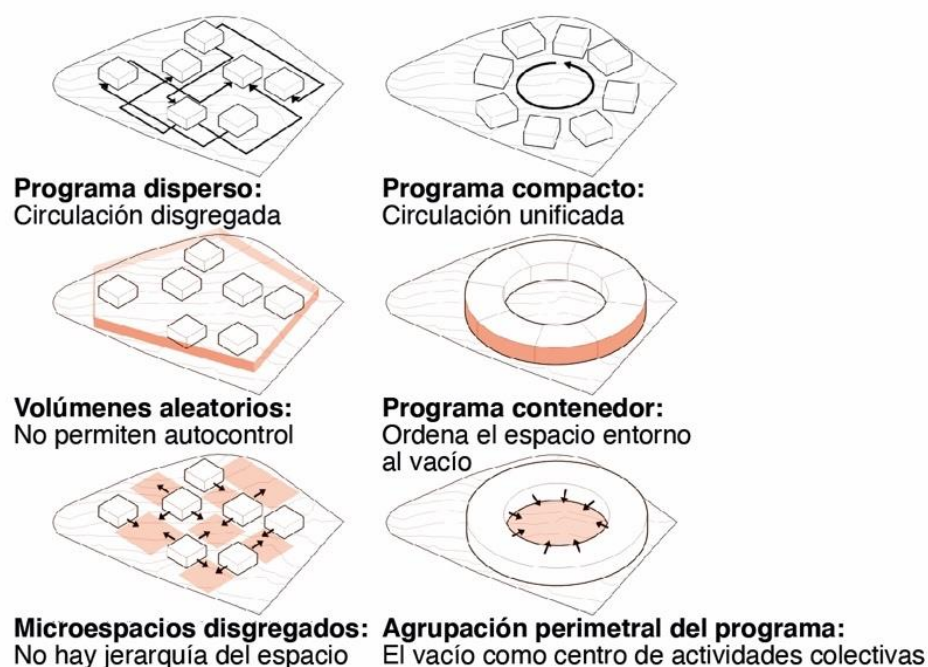 Programa disperso:
Circulación disgregada
Programa compacto:
Circulación unificada
Volúmenes aleatorios:
No permiten autocontrol
Programa contenedor:
Ordena el espacio entorno
al vacío
Microespacios disgregados:
No hay jerarquía del espacio
Agrupación perimetral del programa:
El vacío como centro de actividades colectivas